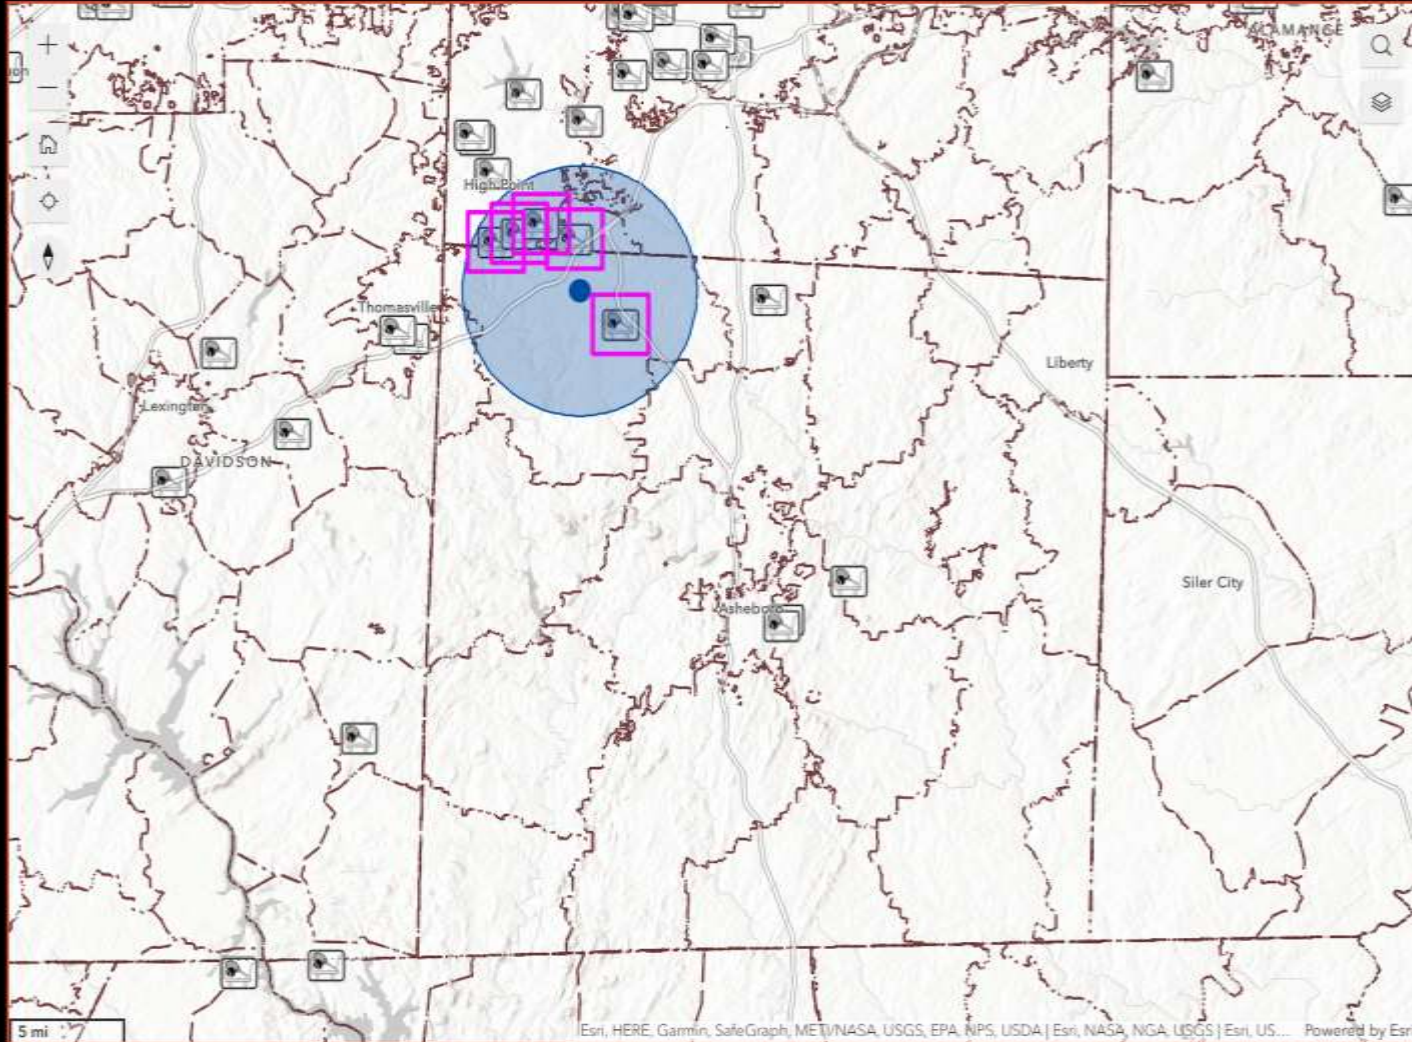 ALAMANCE
High Point
Thomasville
Liberty
Lexington
DAVIDSON
Siler City
Asheboro
5 mi
Esri, HERE, Garmin, SafeGraph, METI/NASA, USGS, EPA, NPS, USDA | Esri, NASA, NGA, USGS | Esri, US... Powered by Esri